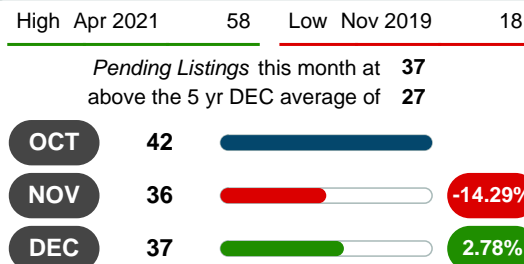 High Apr 2021 58 Low Nov 2019 18
Pending Listings this month at 37
above the 5 yr DEC average of 27
OCT 42
NOV 36 -14.29%
DEC 37 2.78%